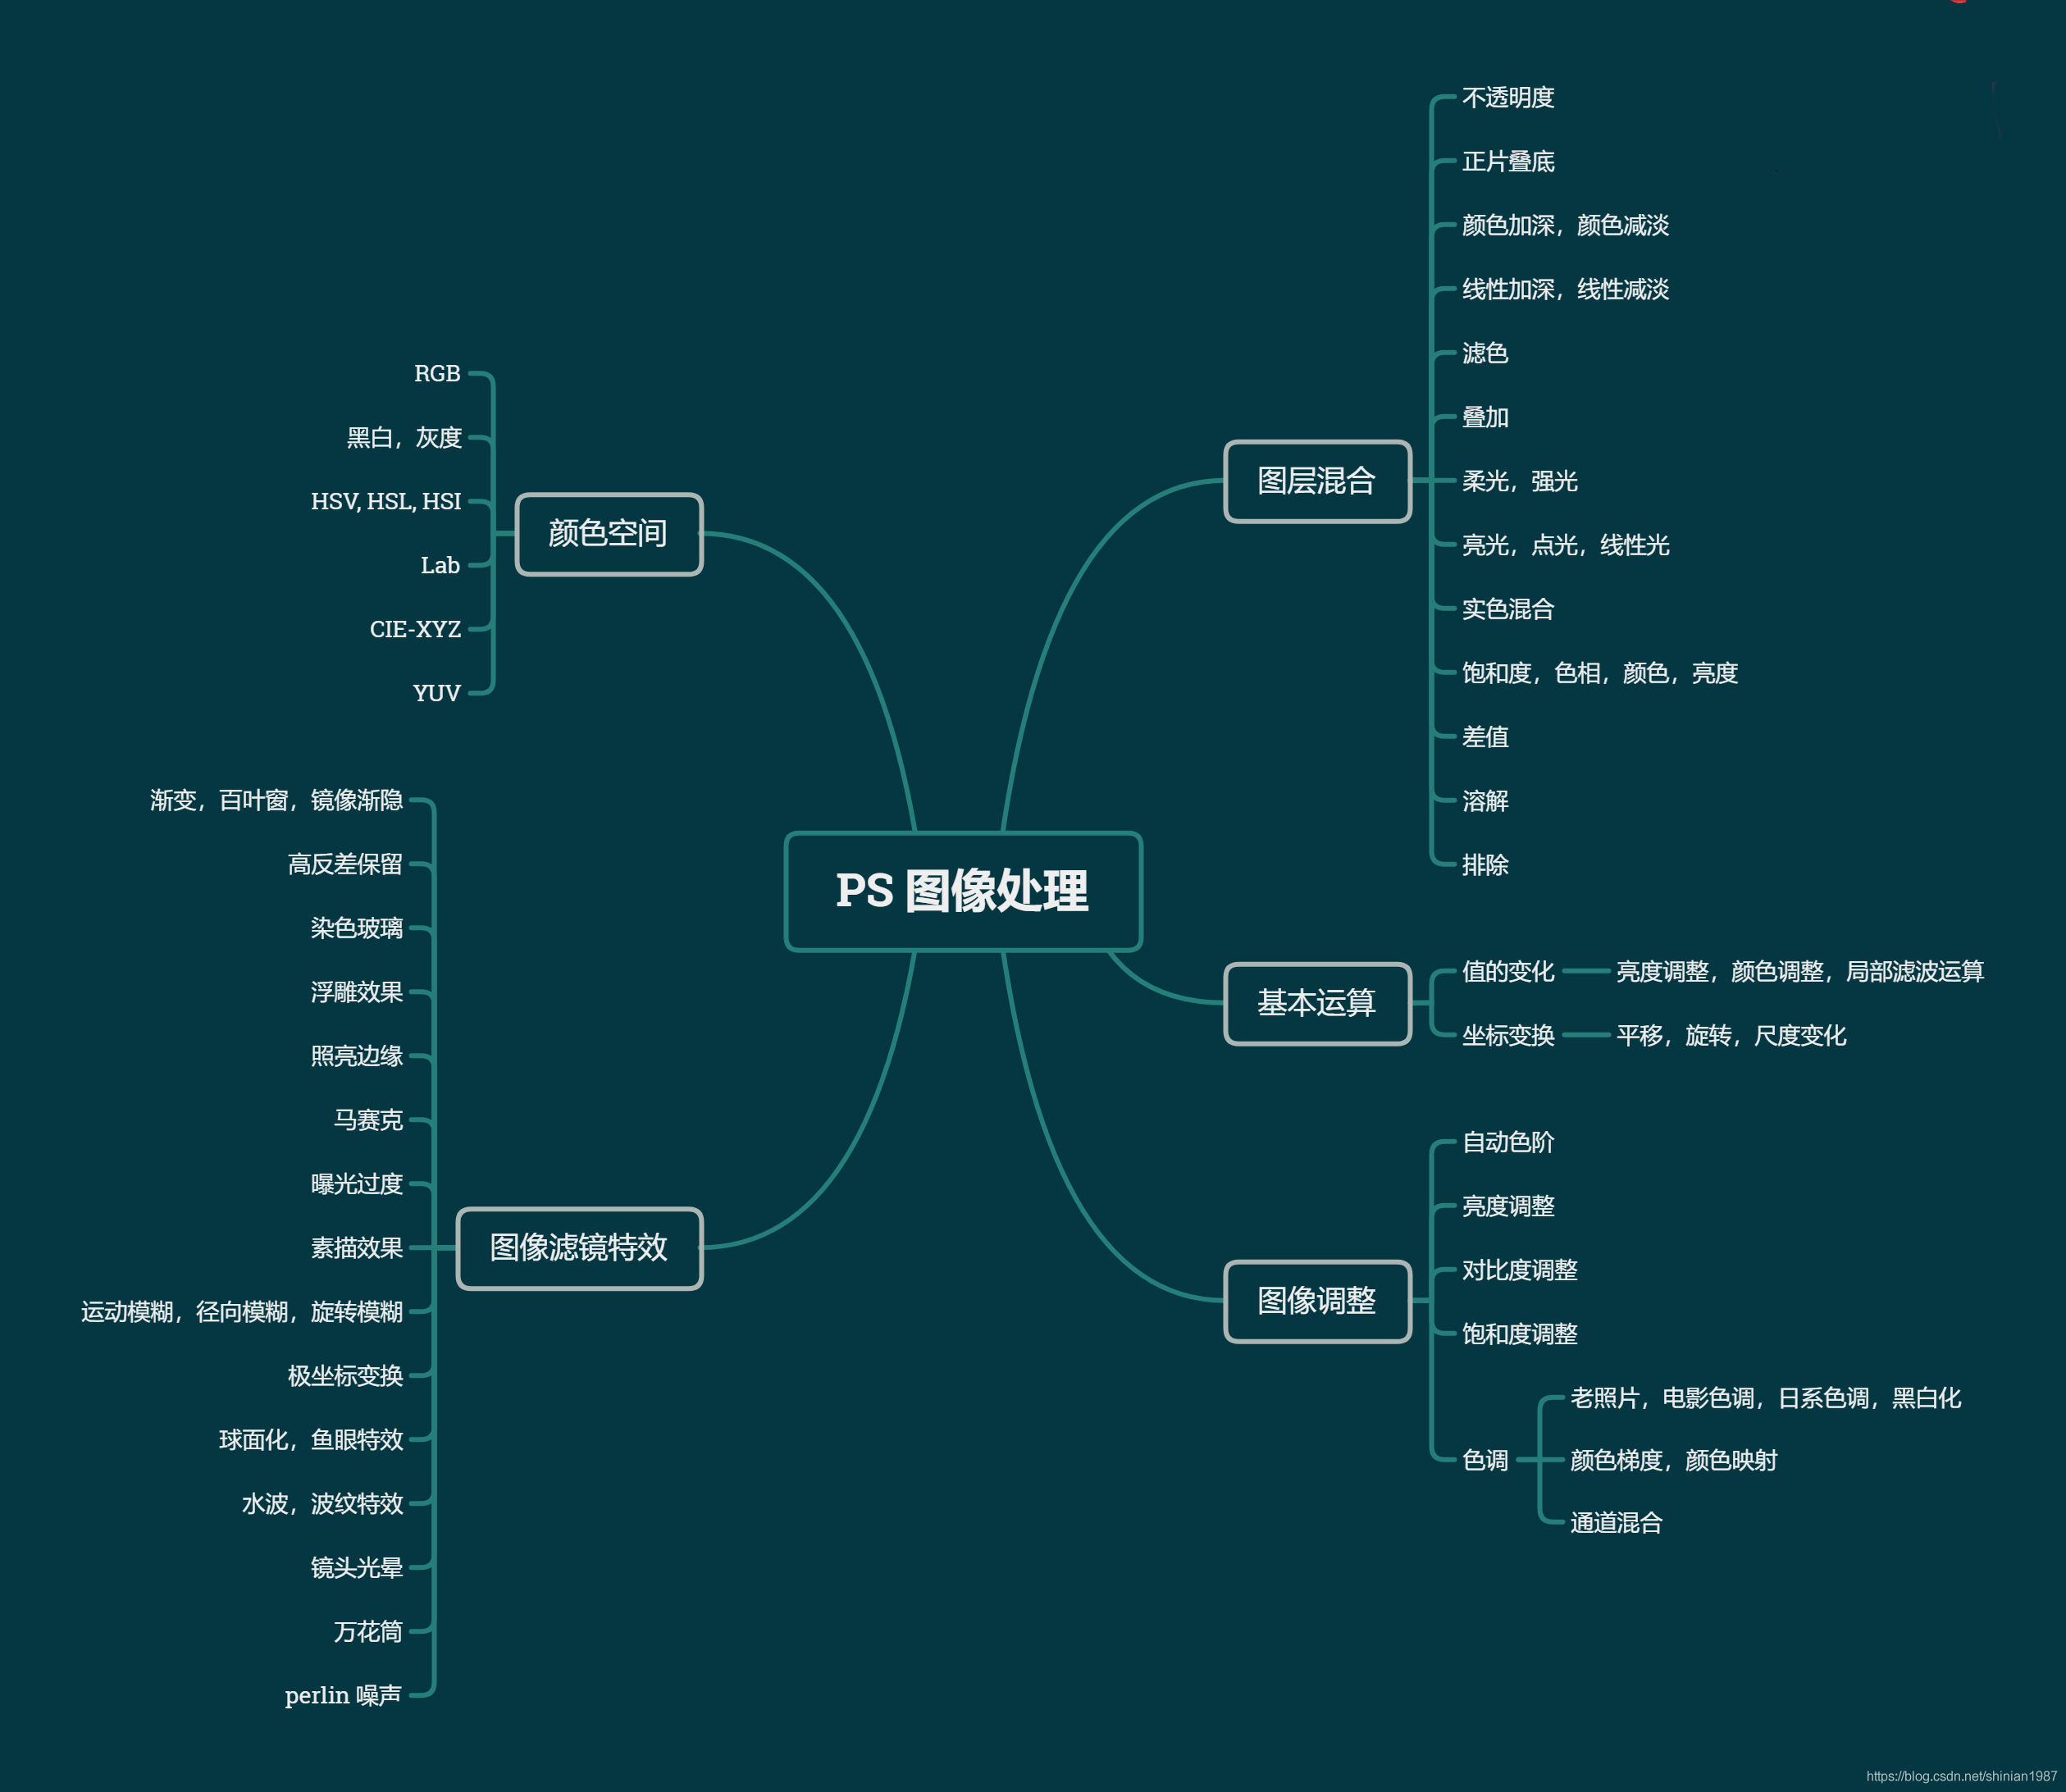 PS 图像处理
图层混合
不透明度
正片叠底
颜色加深，颜色减淡
线性加深，线性减淡
滤色
叠加
柔光，强光
亮光，点光，线性光
实色混合
饱和度，色相，颜色，亮度
差值
溶解
排除
基本运算
值的变化
亮度调整，颜色调整，局部滤波运算
坐标变换
平移，旋转，尺度变化
图像调整
自动色阶
亮度调整
对比度调整
饱和度调整
色调
老照片，电影色调，日系色调，黑白化
颜色梯度，颜色映射
通道混合
颜色空间
RGB
黑白，灰度
HSV, HSL, HSI
Lab
CIE-XYZ
YUV
图像滤镜特效
渐变，百叶窗，镜像渐隐
高反差保留
染色玻璃
浮雕效果
照亮边缘
马赛克
曝光过度
素描效果
运动模糊，径向模糊，旋转模糊
极坐标变换
球面化，鱼眼特效
水波，波纹特效
镜头光晕
万花筒
perlin 噪声
https://blog.csdn.net/shinian1987